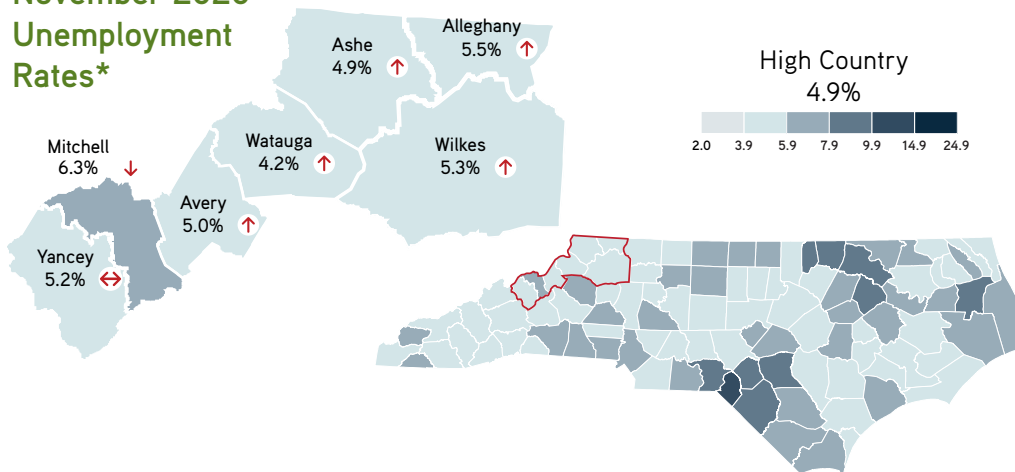 Unemployment
Rates*
Alleghany
5.5%
Ashe
4.9%
High Country
4.9%
2.0 3.9 5.9 7.9 9.9 14.9 24.9
Watauga
4.2%
Wilkes
5.3%
Mitchell
6.3%
Avery
5.0%
Yancey
5.2%